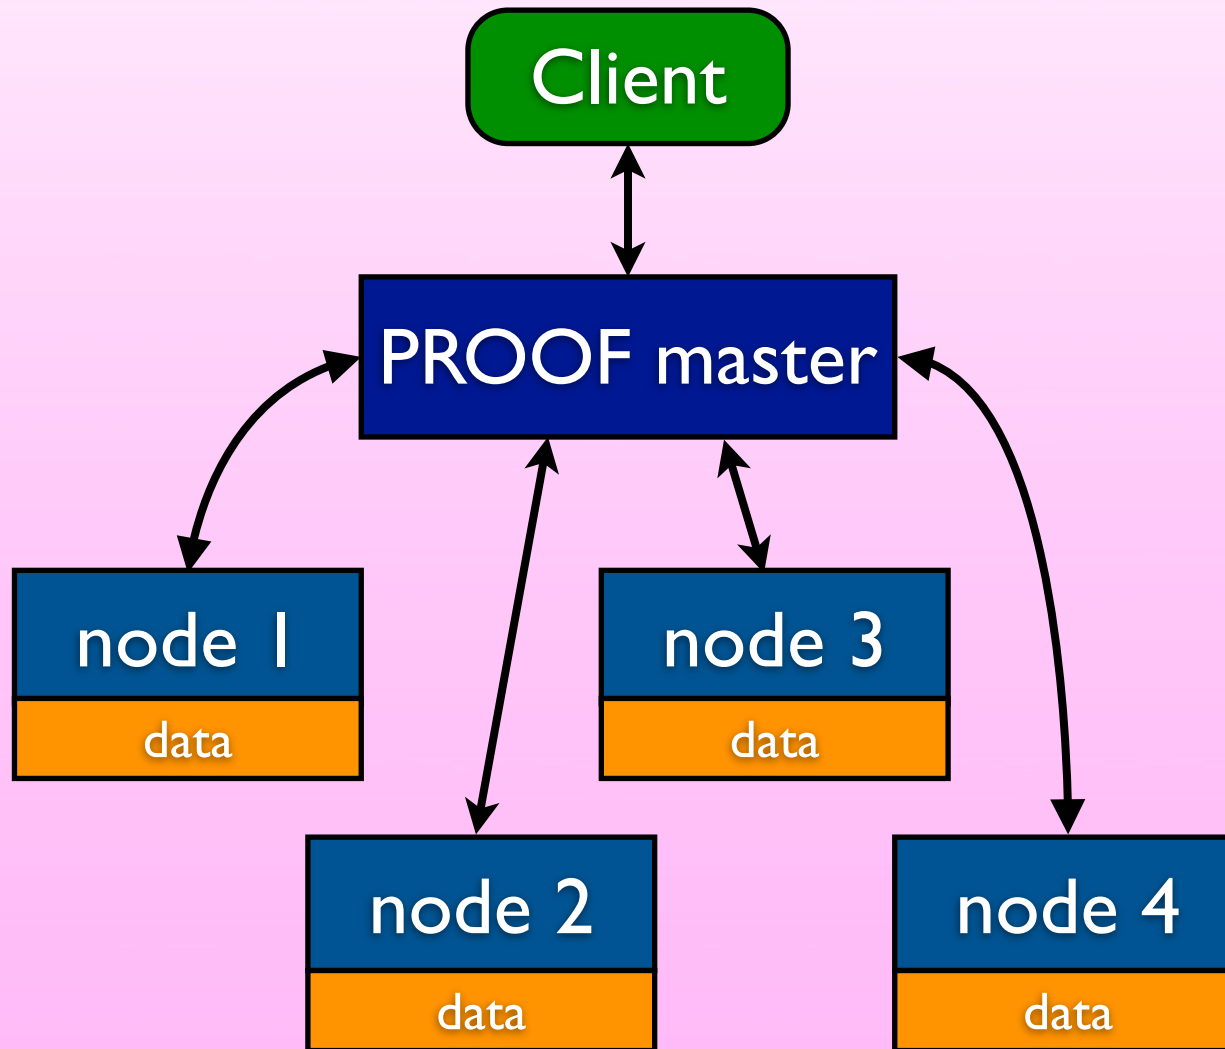 Client
PROOF master
node 1
data
node 3
data
node 2
data
node 4
data